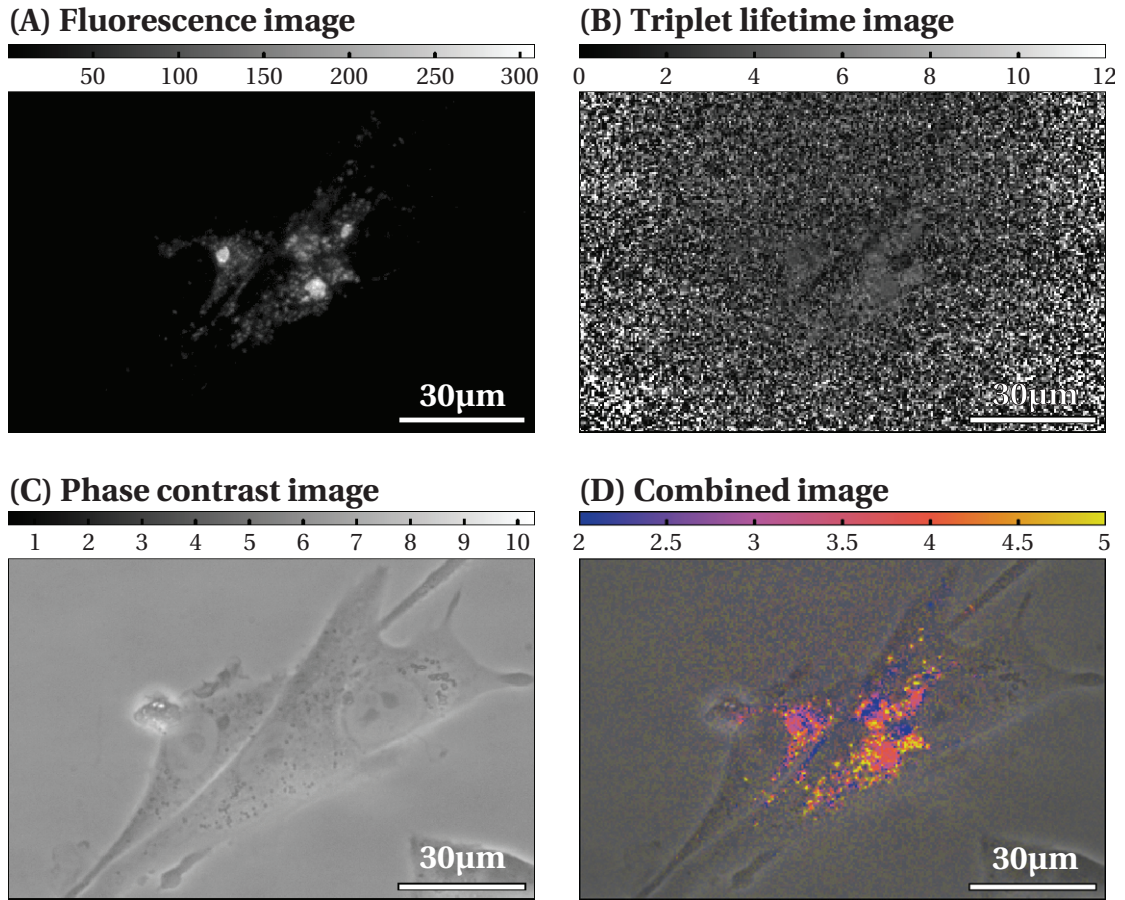 (A) Fluorescence image
50 100 150 200 250 300
30µm
(B) Triplet lifetime image
0 2 4 6 8 10 12
30µm
(C) Phase contrast image
1 2 3 4 5 6 7 8 9 10
30µm
(D) Combined image
2 2.5 3 3.5 4 4.5 5
30µm